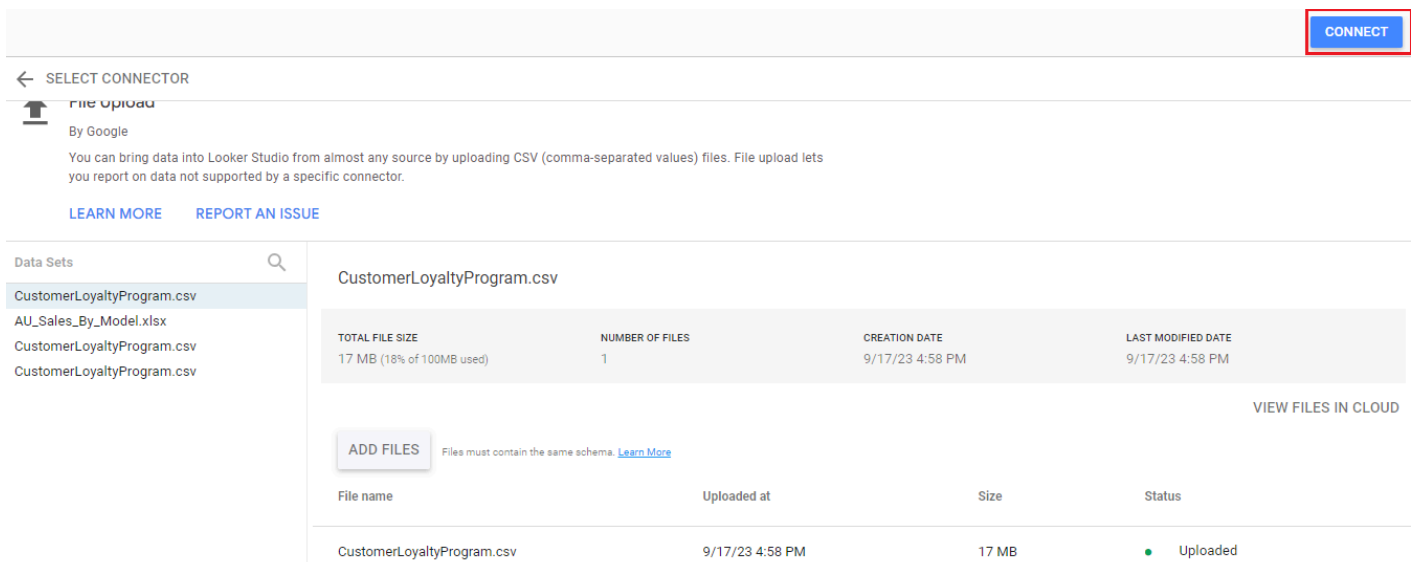 CONNECT
SELECT CONNECTOR
File Upload
By Google
You can bring data into Looker Studio from almost any source by uploading CSV (comma-separated values) files. File upload lets
you report on data not supported by a specific connector.
LEARN MORE REPORT AN ISSUE
Data Sets
CustomerLoyaltyProgram.csv
AU_Sales_By_Model.xlsx
CustomerLoyaltyProgram.csv
CustomerLoyaltyProgram.csv
CustomerLoyaltyProgram.csv
TOTAL FILE SIZE NUMBER OF FILES CREATION DATE LAST MODIFIED DATE
17 MB (18% of 100MB used) 1 9/17/23 4:58 PM 9/17/23 4:58 PM
VIEW FILES IN CLOUD
ADD FILES Files must contain the same schema. Learn More
File name Uploaded at Size Status
CustomerLoyaltyProgram.csv 9/17/23 4:58 PM 17 MB Uploaded